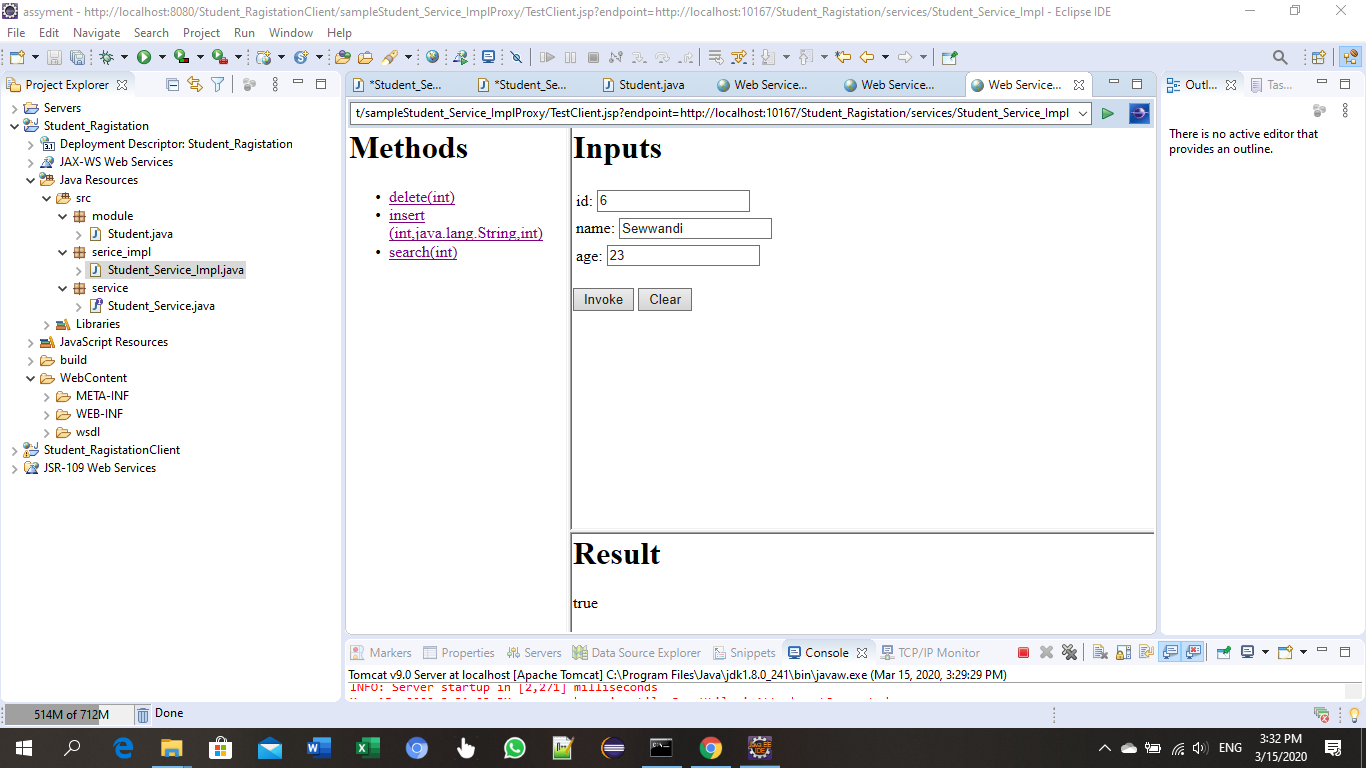 assyment - http://localhost:8080/Student_RagistationClient/sampleStudent_Service_ImplProxy/TestClient.jsp?endpoint=http://localhost:10167/Student_Ragistation/services/Student_Service_Impl - Eclipse IDE
File Edit Navigate Search Project Run Window Help
Project Explorer
Servers
Student_Ragistation
Deployment Descriptor: Student_Ragistation
JAX-WS Web Services
Java Resources
src
module
Student.java
serice_impl
Student_Service_Impl.java
service
Student_Service.java
Libraries
JavaScript Resources
build
WebContent
META-INF
WEB-INF
wsdl
Student_RagistationClient
JSR-109 Web Services
*Student_Se... *Student_Se... Student.java Web Service... Web Service... Web Service...
t/sampleStudent_Service_ImplProxy/TestClient.jsp?endpoint=http://localhost:10167/Student_Ragistation/services/Student_Service_Impl
Methods
delete(int)
insert
(int,java.lang.String,int)
search(int)
Inputs
id: 6
name: Sewwandi
age: 23
Invoke Clear
Result
true
Outl... Tas...
There is no active editor that
provides an outline.
Markers Properties Servers Data Source Explorer Snippets Console TCP/IP Monitor
Tomcat v9.0 Server at localhost [Apache Tomcat] C:\Program Files\Java\jdk1.8.0_241\bin\javaw.exe (Mar 15, 2020, 3:29:29 PM)
INFO: Server startup in [2,271] milliseconds
514M of 712M Done
ENG
3:32 PM
3/15/2020